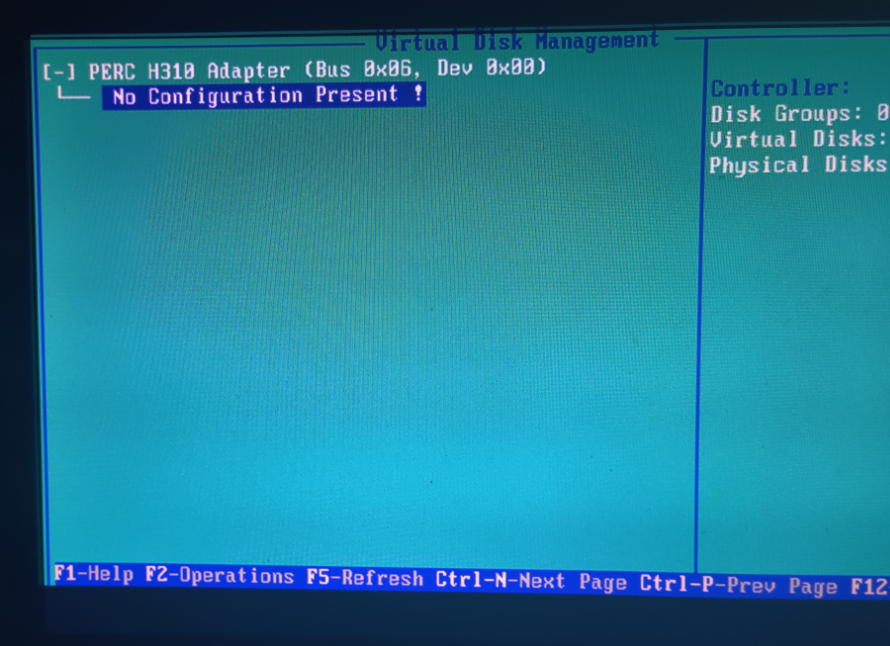 Virtual Disk Management
[-] PERC H310 Adapter (Bus 0x06, Dev 0x00)
No Configuration Present !
Controller:
Disk Groups: 0
Virtual Disks:
Physical Disks
F1-Help F2-Operations F5-Refresh Ctrl-N-Next Page Ctrl-P-Prev Page F12